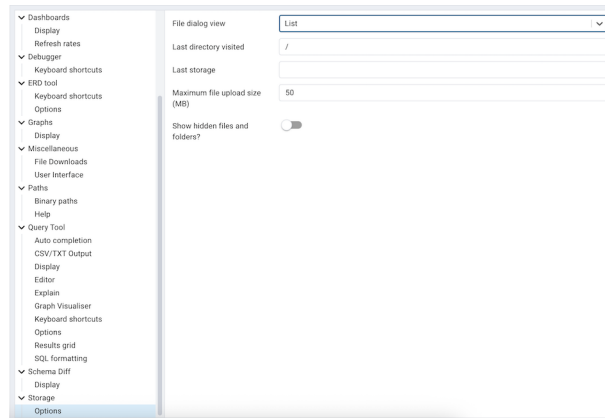 Dashboards
Display
Refresh rates
Debugger
Keyboard shortcuts
ERD tool
Keyboard shortcuts
Options
Graphs
Display
Miscellaneous
File Downloads
User Interface
Paths
Binary paths
Help
Query Tool
Auto completion
CSV/TXT Output
Display
Editor
Explain
Graph Visualiser
Keyboard shortcuts
Options
Results grid
SQL formatting
Schema Diff
Display
Storage
Options
File dialog view
List
Last directory visited
/
Last storage
Maximum file upload size
(MB)
50
Show hidden files and
folders?